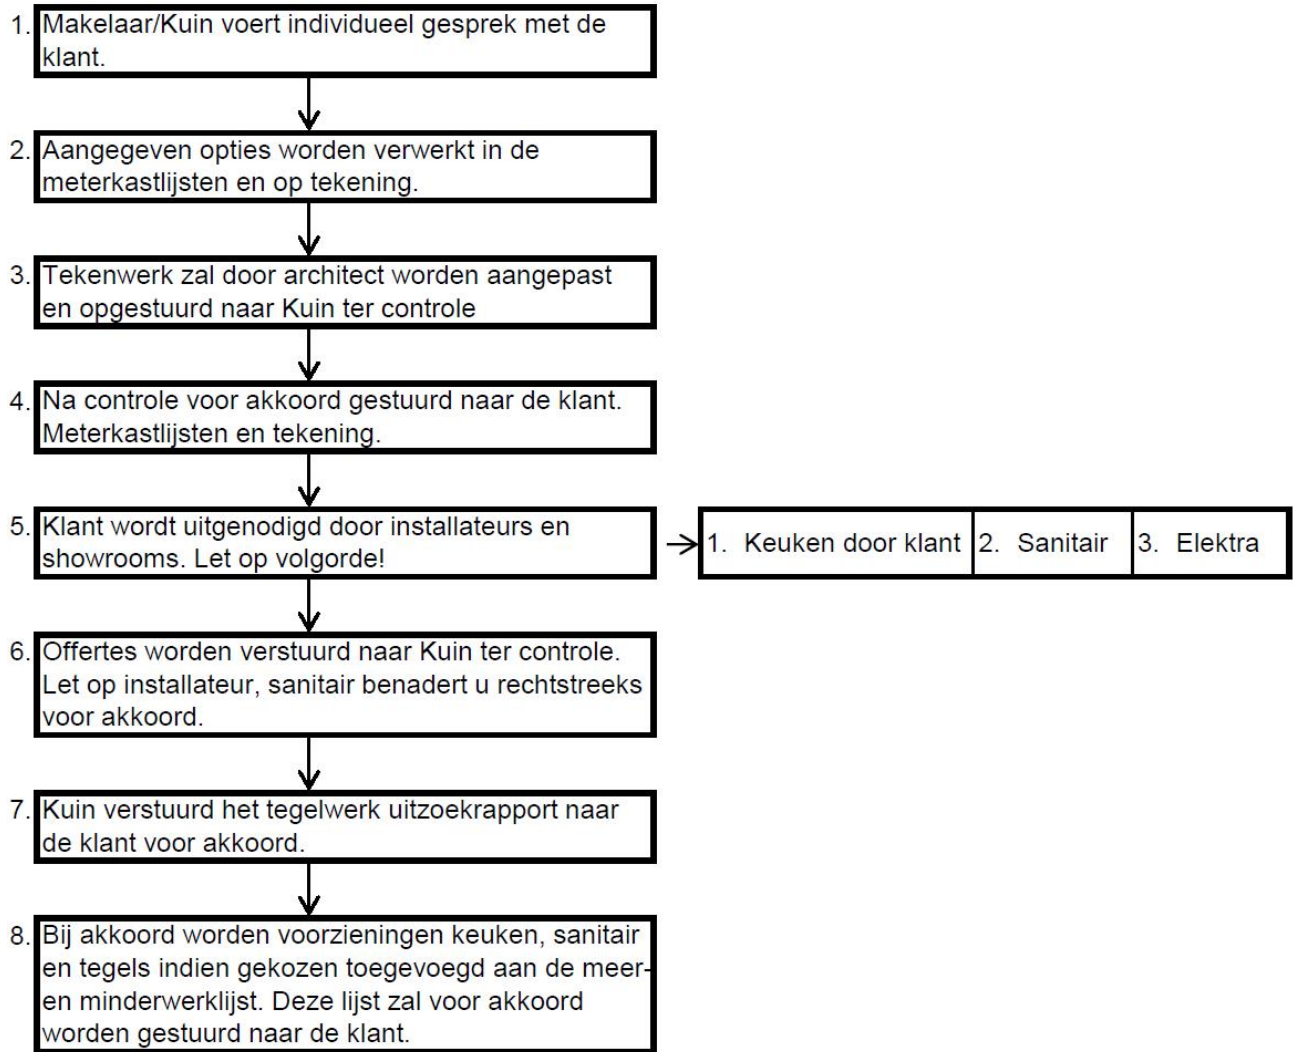 1. Makelaar/Kuin voert individueel gesprek met de
klant.
2. Aangegeven opties worden verwerkt in de
meterkastlijsten en op tekening.
3. Tekenwerk zal door architect worden aangepast
en opgestuurd naar Kuin ter controle
4. Na controle voor akkoord gestuurd naar de klant.
Meterkastlijsten en tekening.
5. Klant wordt uitgenodigd door installateurs en
showrooms. Let op volgorde!
1. Keuken door klant 2. Sanitair 3. Elektra
6. Offertes worden verstuurd naar Kuin ter controle.
Let op installateur, sanitair benadert u rechtstreeks
voor akkoord.
7. Kuin verstuurd het tegelwerk uitzoekrapport naar
de klant voor akkoord.
8. Bij akkoord worden voorzieningen keuken, sanitair
en tegels indien gekozen toegevoegd aan de meer-
en minderwerklijst. Deze lijst zal voor akkoord
worden gestuurd naar de klant.